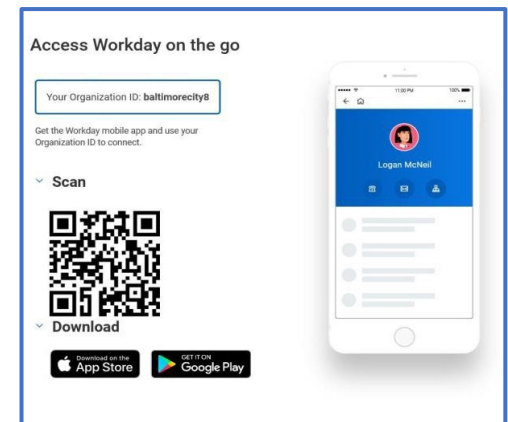 Access Workday on the go
Your Organization ID: baltimorecity8
Get the Workday mobile app and use your
Organization ID to connect.
Scan
Download
Download on the
App Store
GET IT ON
Google Play
11:00 PM
100%
Logan McNeil